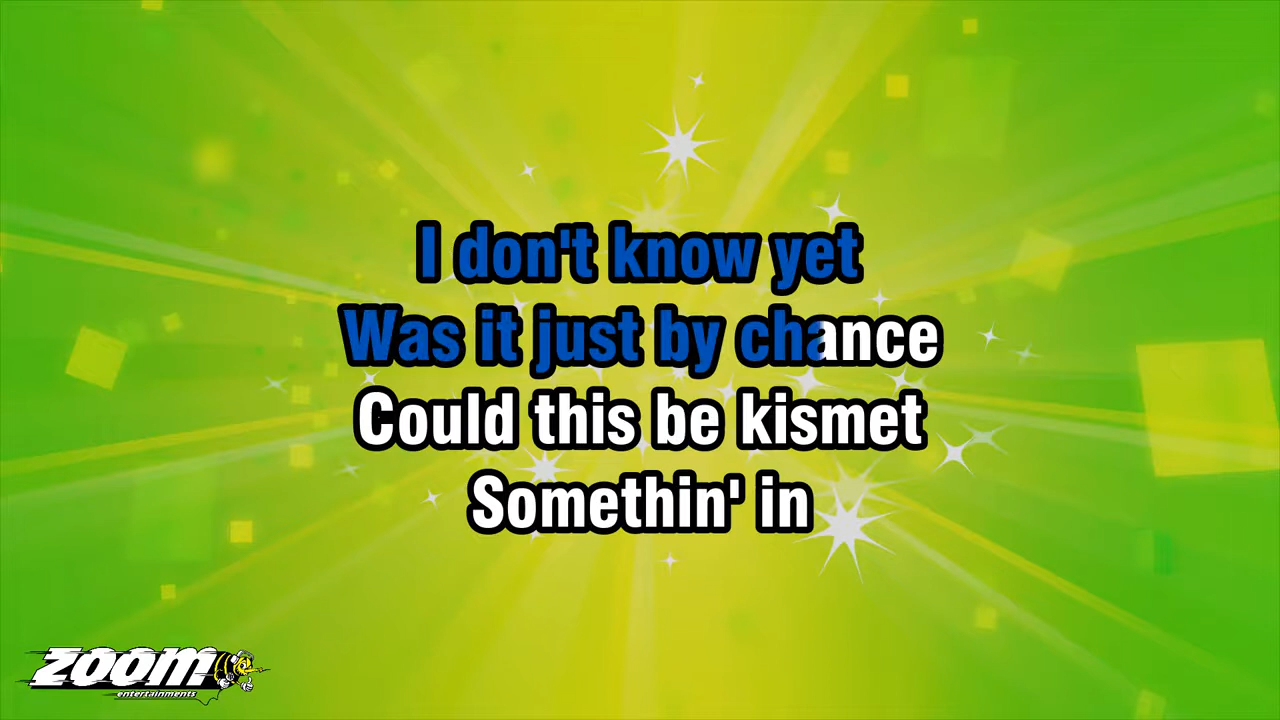 I don't know yet
Was it just by chance
Could this be kismet
Somethin' in
zoom
entertainments